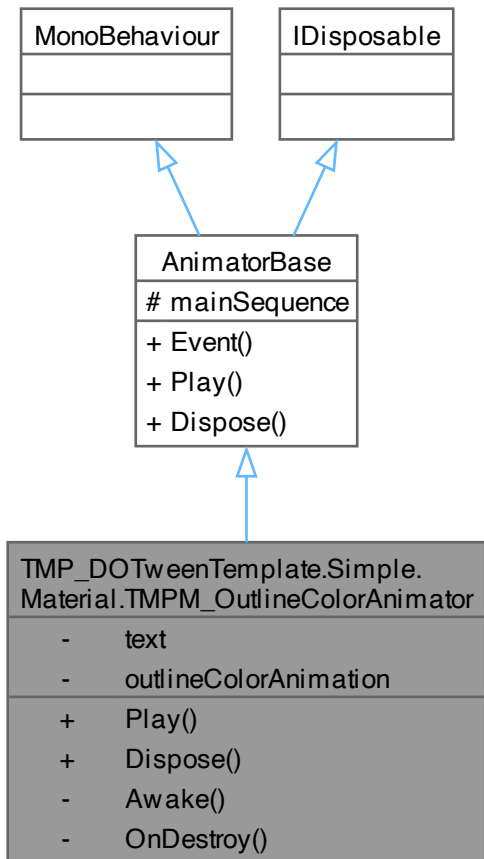 MonoBehaviour
IDisposable
AnimatorBase
# mainSequence
+ Event()
+ Play()
+ Dispose()
TMP_DOTweenTemplate.Simple.
Material.TMPM_OutlineColorAnimator
- text
- outlineColorAnimation
+ Play()
+ Dispose()
- Awake()
- OnDestroy()